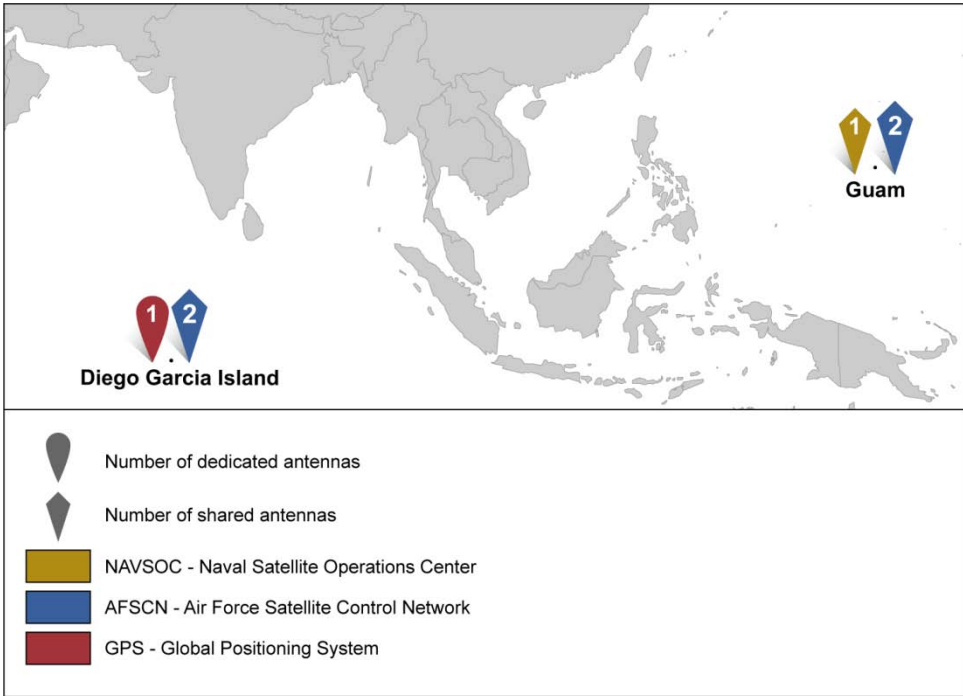 1 2
Guam
1 2
Diego Garcia Island
Number of dedicated antennas
Number of shared antennas
NAVSOC - Naval Satellite Operations Center
AFSCN - Air Force Satellite Control Network
GPS - Global Positioning System